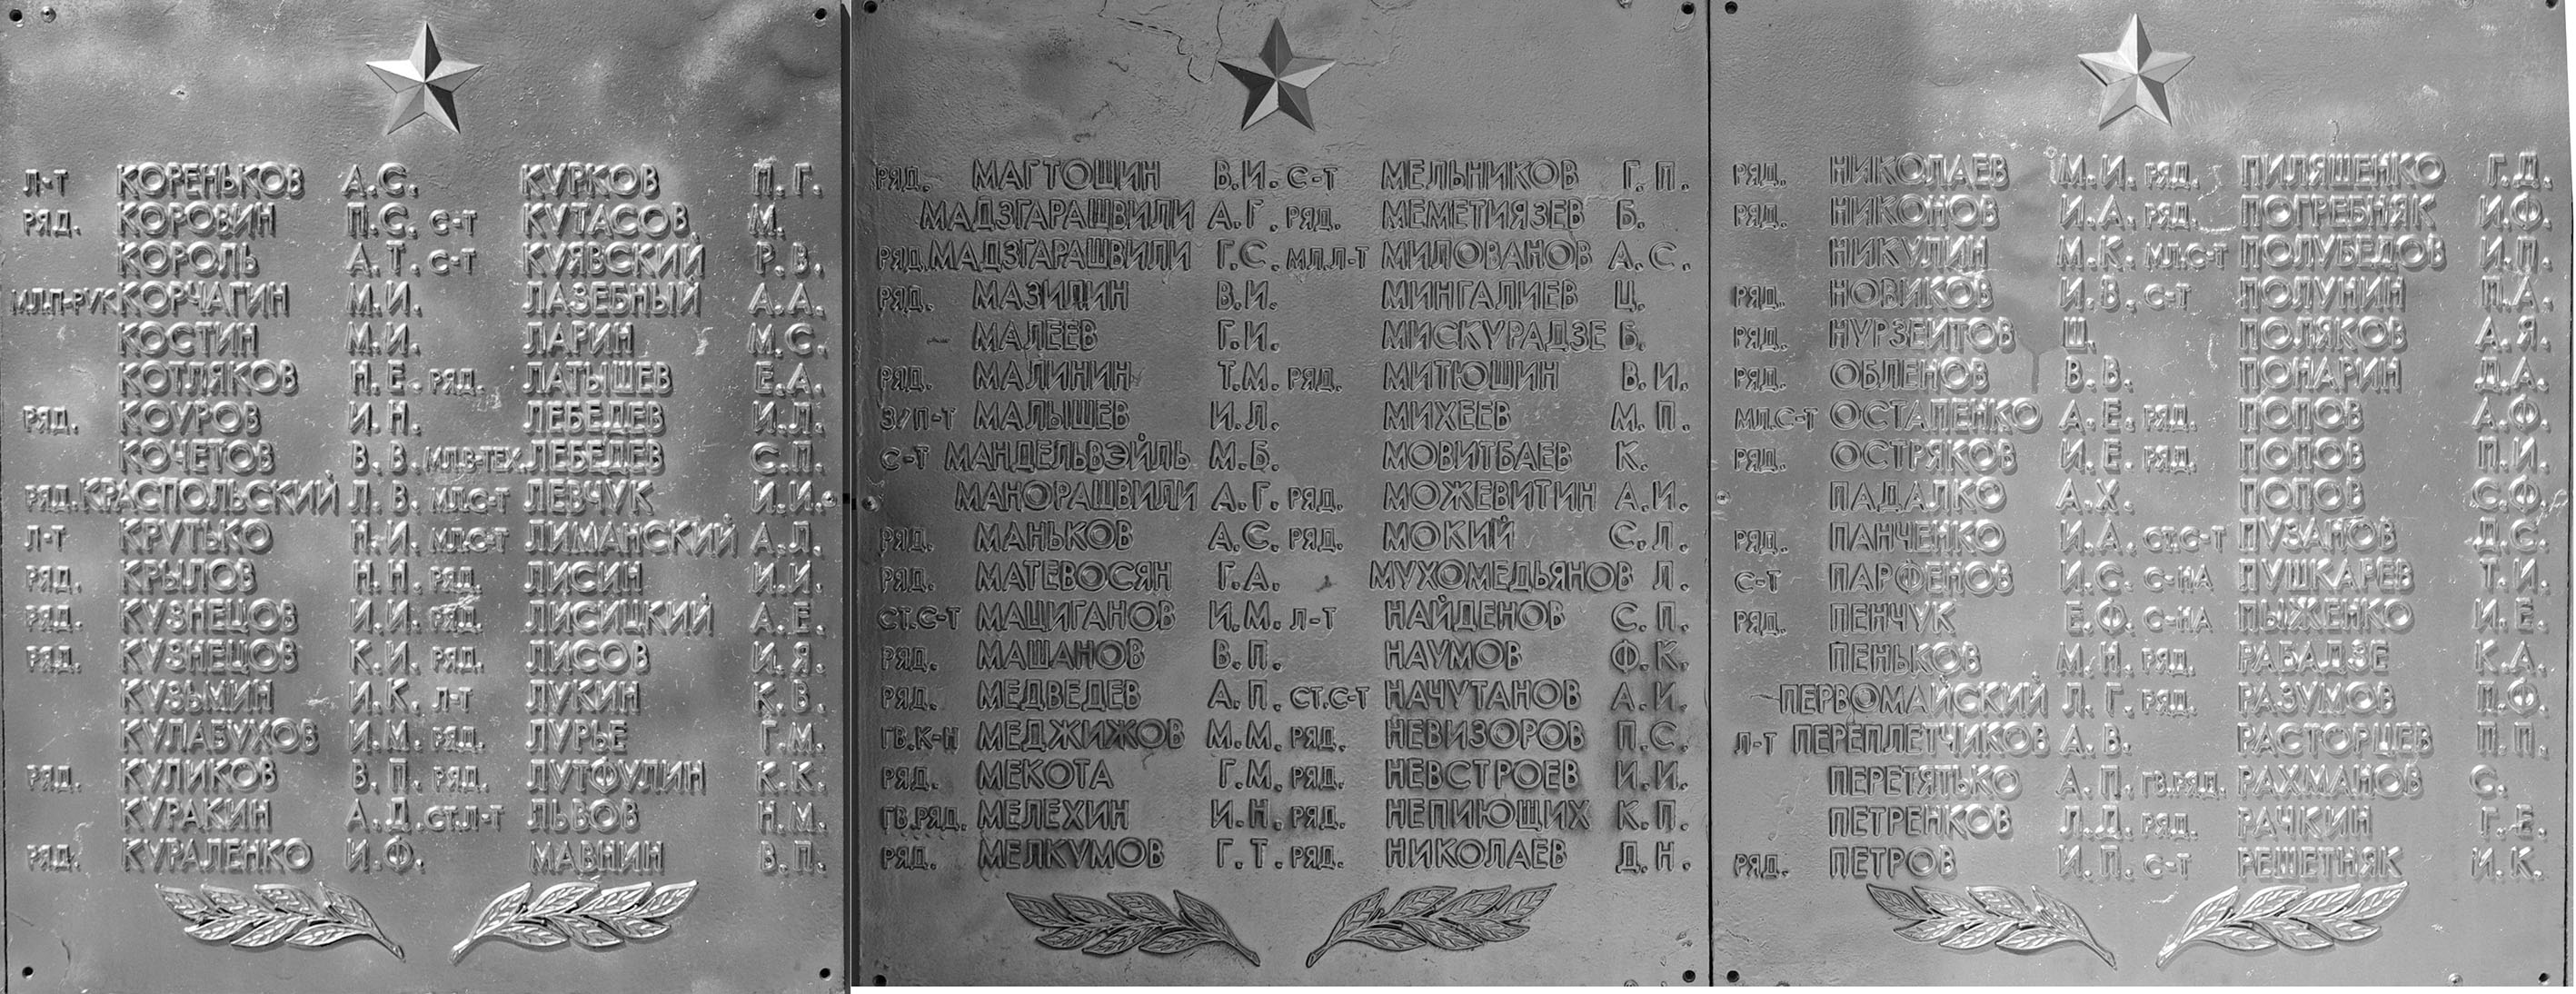 Л-Т КОРЕНЬКОВ А.С. КУРКОВ П.Г.
РЯД. КОРОВИН П.С. С-Т КУТАСОВ М.
КОРОЛЬ А.Т. С-Т КУЯВСКИЙ Р.В.
МЛ.П-РУК КОРЧАГИН М.И. ЛАЗЕБНЫЙ А.А.
КОСТИН М.И. ЛАРИН М.С.
КОТЛЯКОВ Н.Е. РЯД. ЛАТЫШЕВ Е.А.
РЯД. КОУРОВ И.Н. ЛЕБЕДЕВ И.Л.
КОЧЕТОВ В.В. МЛ.В-ТЕХ. ЛЕБЕДЕВ С.П.
РЯД. КРАСПОЛЬСКИЙ Л.В. МЛ.С-Т ЛЕВЧУК И.И.
Л-Т КРУТЬКО Н.И. МЛ.С-Т ЛИМАНСКИЙ А.Л.
РЯД. КРЫЛОВ Н.Н. РЯД. ЛИСИН И.И.
РЯД. КУЗНЕЦОВ И.И. РЯД. ЛИСИЦКИЙ А.Е.
РЯД. КУЗНЕЦОВ К.И. РЯД. ЛИСОВ И.Я.
КУЗЬМИН И.К. Л-Т ЛУКИН К.В.
КУЛАБУХОВ И.М. РЯД. ЛУРЬЕ Г.М.
РЯД. КУЛИКОВ В.П. РЯД. ЛУТФУЛИН К.К.
КУРАКИН А.Д. СТ.Л-Т ЛЬВОВ Н.М.
РЯД. КУРАЛЕНКО И.Ф. МАВНИН В.П.
РЯД. МАГТОШИН В.И. С-Т МЕЛЬНИКОВ Г.П.
МАДЗГАРАШВИЛИ А.Г. РЯД. МЕМЕТИЯЗЕВ Б.
РЯД. МАДЗГАРАШВИЛИ Г.С. МЛ.Л-Т МИЛОВАНОВ А.С.
РЯД. МАЗИЛИН В.И. МИНГАЛИЕВ Ц.
МАЛЕЕВ Г.И. МИСКУРАДЗЕ Б.
РЯД. МАЛИНИН Т.М. РЯД. МИТЮШИН В.И.
З/П-Т МАЛЫШЕВ И.Л. МИХЕЕВ М.П.
С-Т МАНДЕЛЬВЭЙЛЬ М.Б. МОВИТБАЕВ К.
МАНОРАШВИЛИ А.Г. РЯД. МОЖЕВИТИН А.И.
РЯД. МАНЬКОВ А.С. РЯД. МОКИЙ С.Л.
РЯД. МАТЕВОСЯН Г.А. МУХОМЕДЬЯНОВ Л.
СТ.С-Т МАШИГАНОВ И.М. Л-Т НАЙДЕНОВ С.П.
РЯД. МАШАНОВ В.П. НАУМОВ Ф.К.
РЯД. МЕДВЕДЕВ А.П. СТ.С-Т НАЧУТАНОВ А.И.
ГВ.К-Н МЕДЖИЖОВ М.М. РЯД. НЕВИЗОРОВ П.С.
РЯД. МЕКОТА Г.М. РЯД. НЕВСТРОЕВ И.И.
ГВ.РЯД. МЕЛЕХИН И.Н. РЯД. НЕПИЮЩИХ К.П.
РЯД. МЕЛКУМОВ Г.Т. РЯД. НИКОЛАЕВ Д.Н.
РЯД. НИКОЛАЕВ М.И. РЯД. ПИЛЯШЕНКО Г.Д.
РЯД. НИКОНОВ И.А. РЯД. ПОГРЕБНЯК И.Ф.
НИКУЛИН М.К. МЛ.С-Т ПОЛУБЕДОВ И.П.
РЯД. НОВИКОВ И.В. С-Т ПОЛУНИН П.А.
РЯД. НУРЗЕИТОВ Ш. ПОЛЯКОВ А.Я.
РЯД. ОБЛЕНОВ В.В. ПОНАРИН Д.А.
МЛ.С-Т ОСТАПЕНКО А.Е. РЯД. ПОПОВ А.Ф.
РЯД. ОСТРЯКОВ И.Е. РЯД. ПОПОВ П.И.
ПАДАЛКО А.Х. ПОПОВ С.Ф.
РЯД. ПАНЧЕНКО И.А. СТ.С-Т ПУЗАНОВ Д.С.
С-Т ПАРФЕНОВ И.С. С-НА ПУШКАРЕВ Т.И.
РЯД. ПЕНЧУК Е.Ф. С-НА ПЫЖЕНКО И.Е.
ПЕНЬКОВ М.Н. РЯД. РАБАДЗЕ К.А.
ПЕРВОМАЙСКИЙ Л.Г. РЯД. РАЗУМОВ П.Ф.
Л-Т ПЕРЕПЛЕТЧИКОВ А.В. РАСТОРЦЕВ П.П.
ПЕРЕТЯТЬКО А.П. ГВ.РЯД. РАХМАНОВ С.
ПЕТРЕНКОВ Л.Д. РЯД. РАЧКИН Г.Е.
РЯД. ПЕТРОВ И.П. С-Т РЕШЕТНЯК И.К.